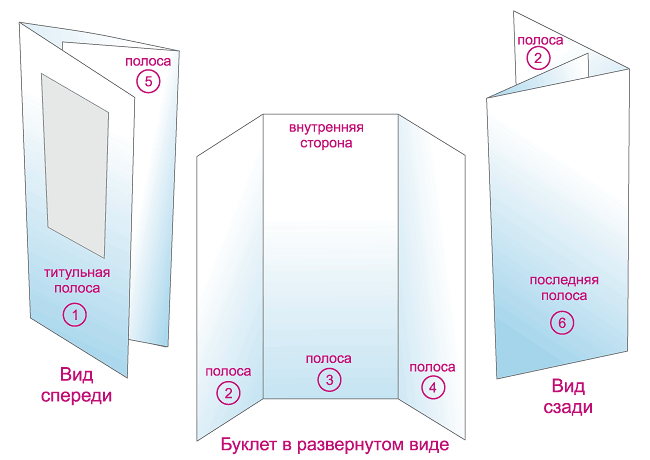 полоса
5
титульная
полоса
1
Вид
спереди
внутренняя
сторона
полоса
2
полоса
3
полоса
4
Буклет в развернутом виде
полоса
2
последняя
полоса
6
Вид
сзади